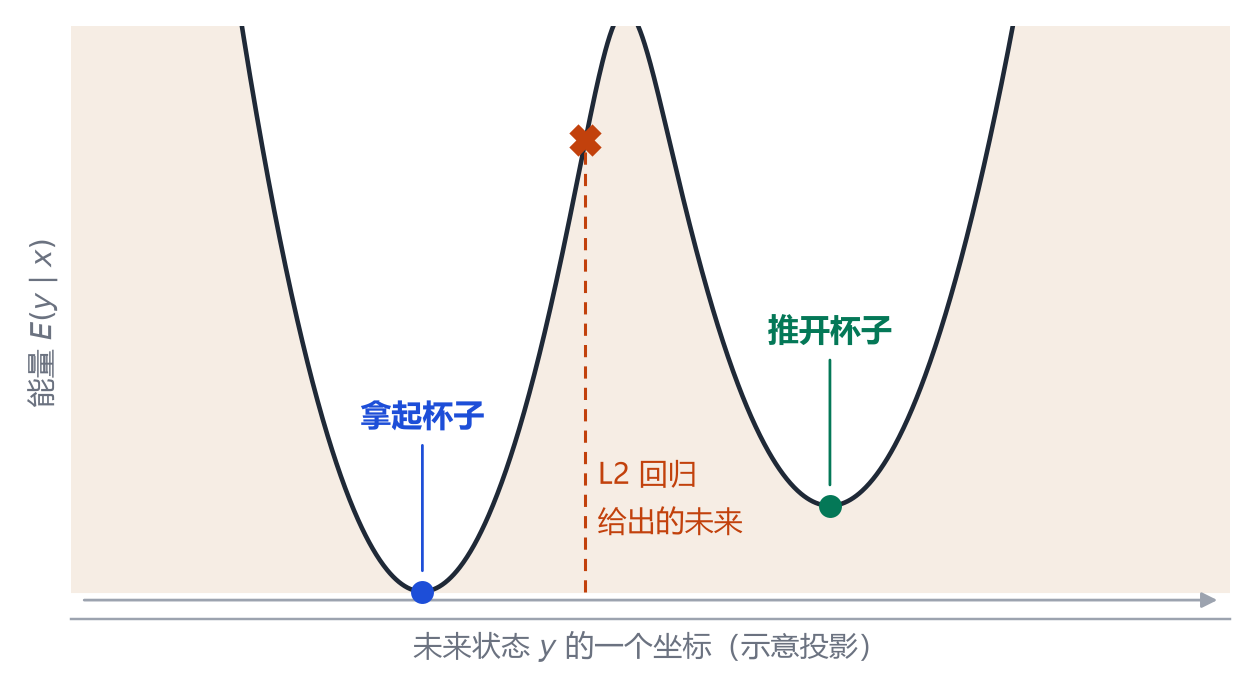 能量 E(y | x)
推开杯子
拿起杯子
L2 回归
给出的未来
未来状态 y 的一个坐标（示意投影）